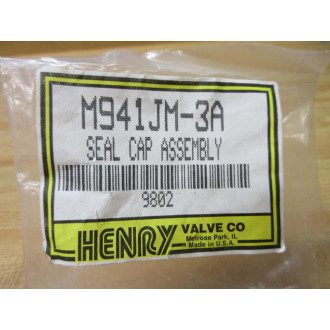 M941JM-3A
SEAL CAP ASSEMBLY
9802
HENRY VALVE CO
Melrose Park, IL
Made in U.S.A.